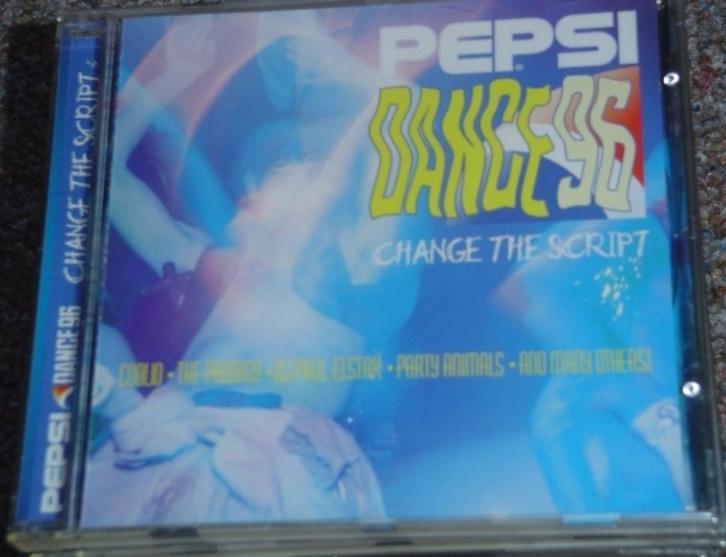 PEPSI
DANCE 96
CHANGE THE SCRIPT
COOLIO • THE PRODIGY • DJ PAUL ELSTAK • PARTY ANIMALS • AND MANY OTHERS!
PEPSI DANCE 96 CHANGE THE SCRIPT